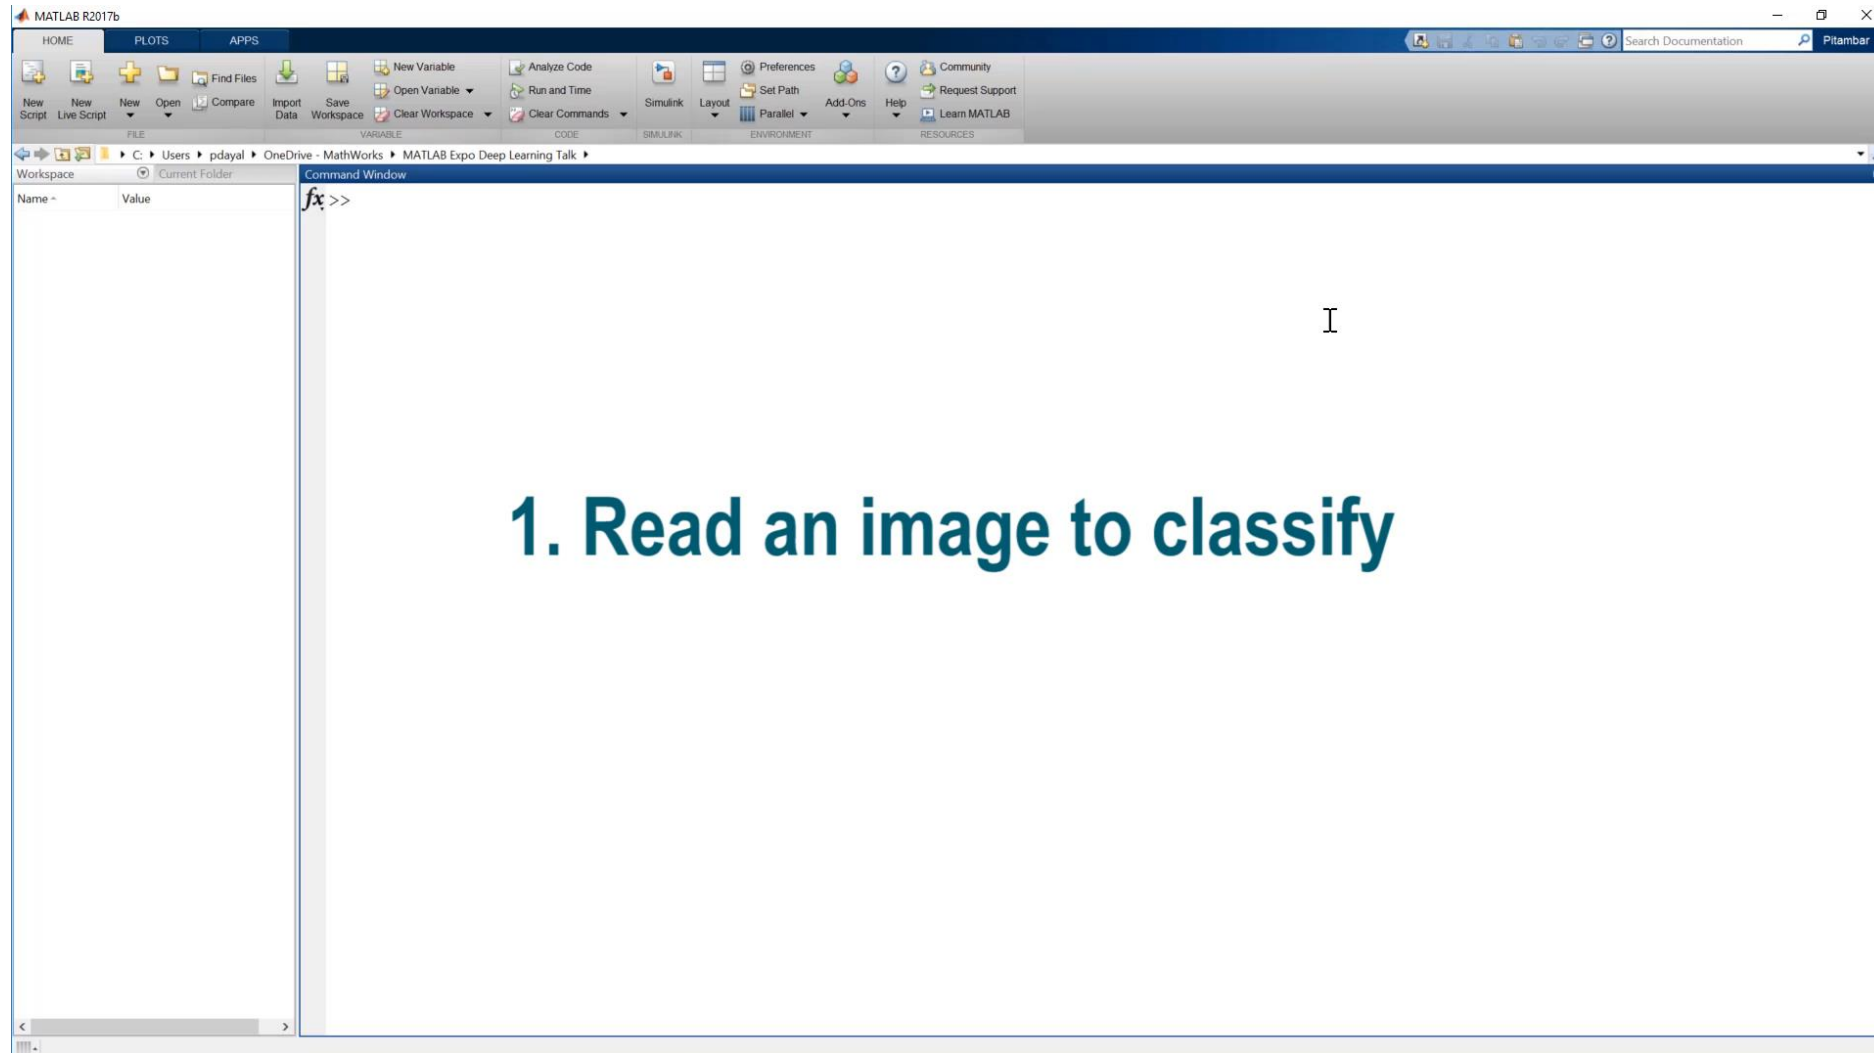 MATLAB R2017b
HOME PLOTS APPS
Search Documentation Pitambar
New Script
New Live Script
New
Open
Find Files
Compare
FILE
Import Data
Save Workspace
New Variable
Open Variable
Clear Workspace
VARIABLE
Analyze Code
Run and Time
Clear Commands
CODE
Simulink
SIMULINK
Layout
Preferences
Set Path
Parallel
Add-Ons
ENVIRONMENT
Help
Community
Request Support
Learn MATLAB
RESOURCES
C: Users pdayal OneDrive - MathWorks MATLAB Expo Deep Learning Talk
Workspace Current Folder
Name Value
Command Window
fx >>
1. Read an image to classify